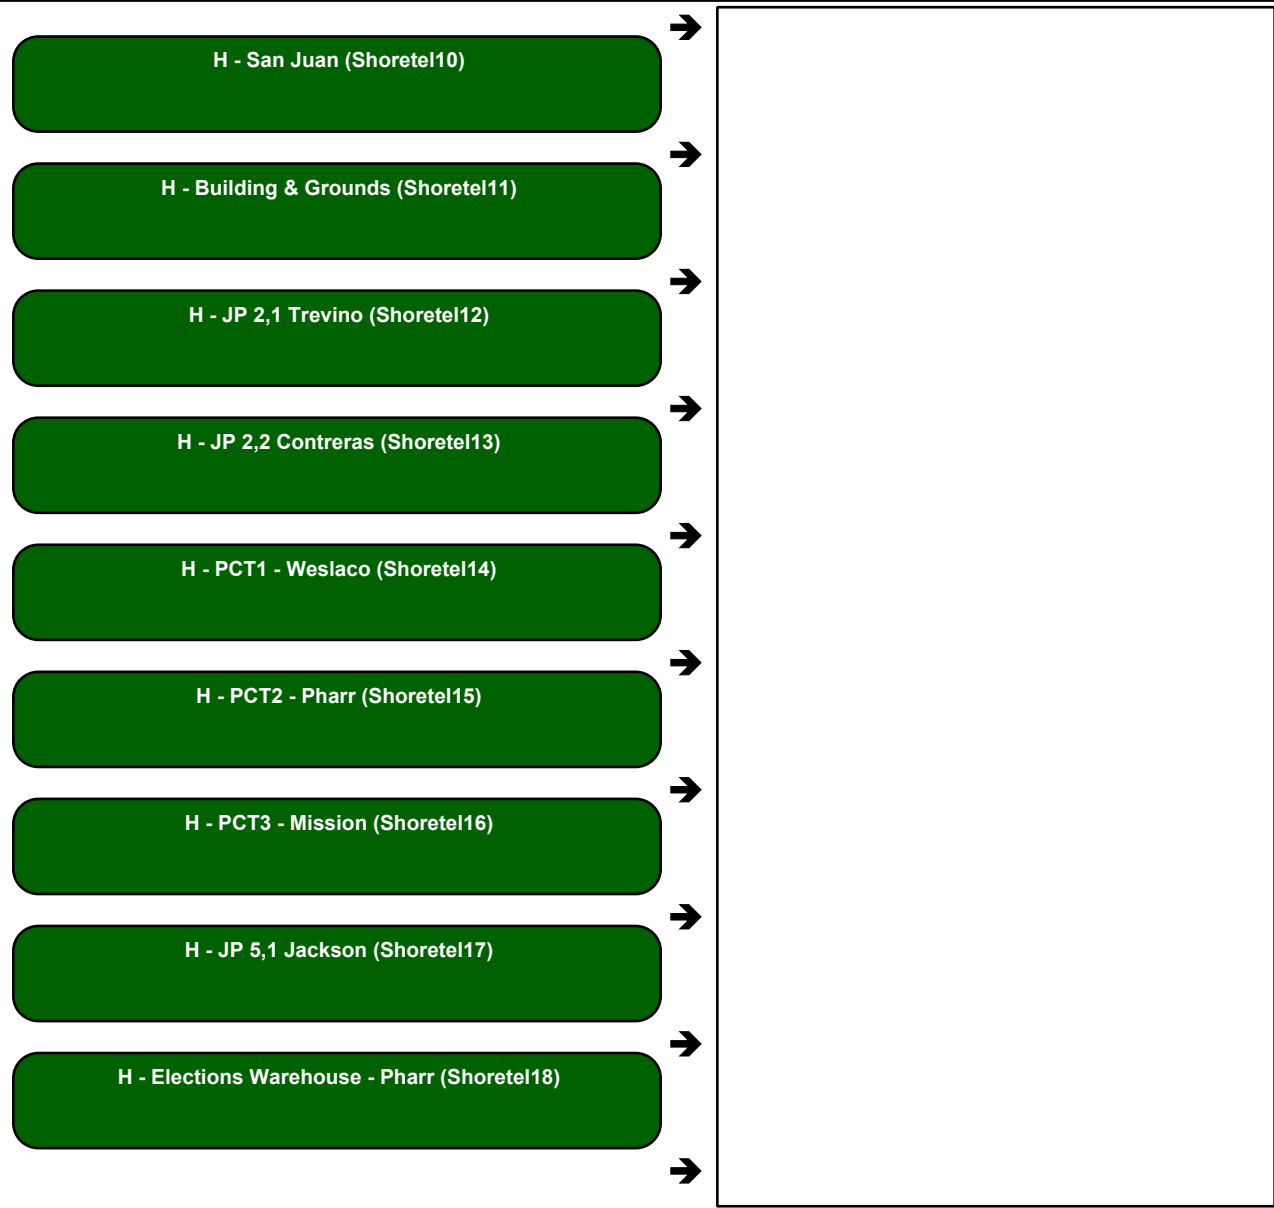 H - San Juan (Shoretel10)
H - Building & Grounds (Shoretel11)
H - JP 2,1 Trevino (Shoretel12)
H - JP 2,2 Contreras (Shoretel13)
H - PCT1 - Weslaco (Shoretel14)
H - PCT2 - Pharr (Shoretel15)
H - PCT3 - Mission (Shoretel16)
H - JP 5,1 Jackson (Shoretel17)
H - Elections Warehouse - Pharr (Shoretel18)